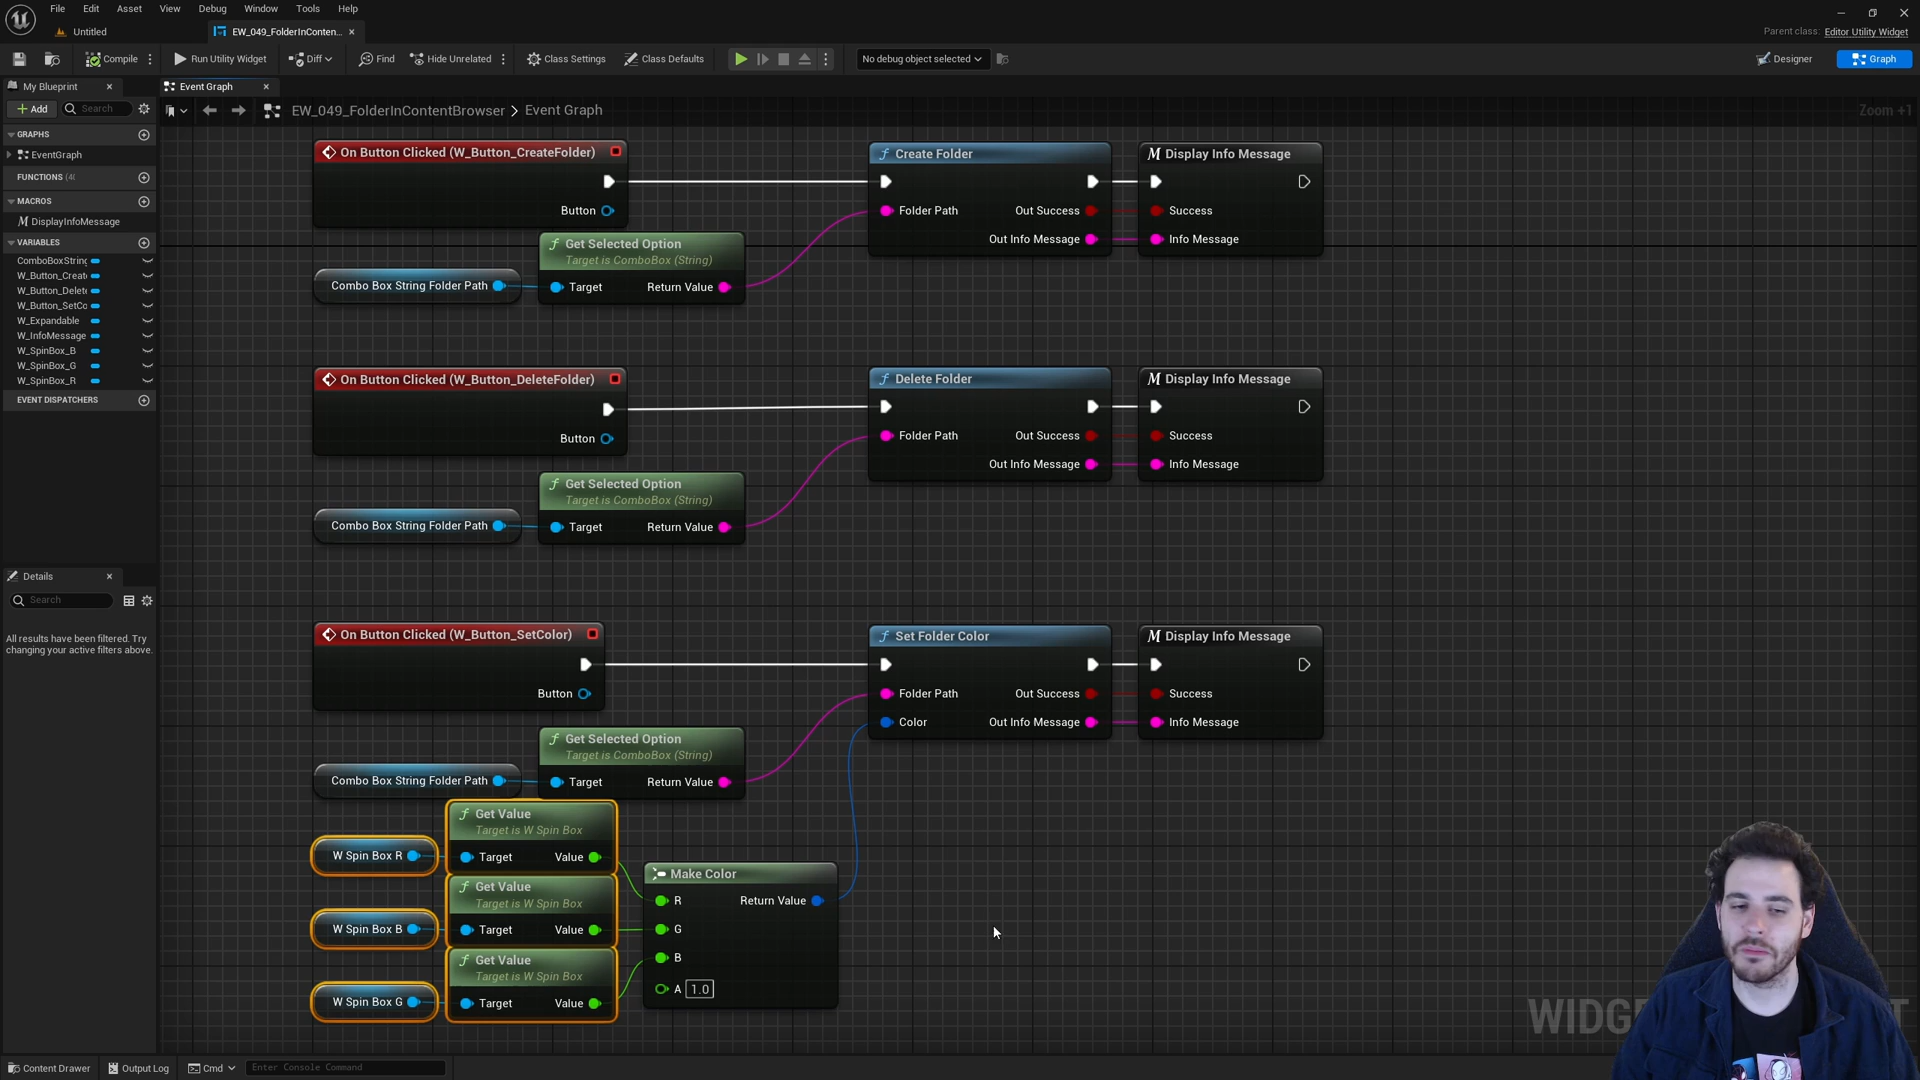 File Edit Asset View Debug Window Tools Help
Untitled EW_049_FolderInConten...
Parent class: Editor Utility Widget
Compile Run Utility Widget Diff Find Hide Unrelated Class Settings Class Defaults No debug object selected Designer Graph
My Blueprint Event Graph
Add Search EW_049_FolderInContentBrowser > Event Graph Zoom +1
GRAPHS
EventGraph
FUNCTIONS (4(
MACROS
DisplayInfoMessage
VARIABLES
ComboBoxString
W_Button_Create
W_Button_Delete
W_Button_SetCo
W_Expandable
W_InfoMessage
W_SpinBox_B
W_SpinBox_G
W_SpinBox_R
EVENT DISPATCHERS
Details
Search
All results have been filtered. Try
changing your active filters above.
On Button Clicked (W_Button_CreateFolder)
Button
Combo Box String Folder Path
Get Selected Option
Target is ComboBox (String)
Target Return Value
Create Folder
Folder Path Out Success
Out Info Message
Display Info Message
Success
Info Message
On Button Clicked (W_Button_DeleteFolder)
Button
Combo Box String Folder Path
Get Selected Option
Target is ComboBox (String)
Target Return Value
Delete Folder
Folder Path Out Success
Out Info Message
Display Info Message
Success
Info Message
On Button Clicked (W_Button_SetColor)
Button
Combo Box String Folder Path
Get Selected Option
Target is ComboBox (String)
Target Return Value
Set Folder Color
Folder Path Out Success
Color Out Info Message
Display Info Message
Success
Info Message
W Spin Box R
Get Value
Target is W Spin Box
Target Value
W Spin Box B
Get Value
Target is W Spin Box
Target Value
W Spin Box G
Get Value
Target is W Spin Box
Target Value
Make Color
R Return Value
G
B
A 1.0
Content Drawer Output Log Cmd Enter Console Command